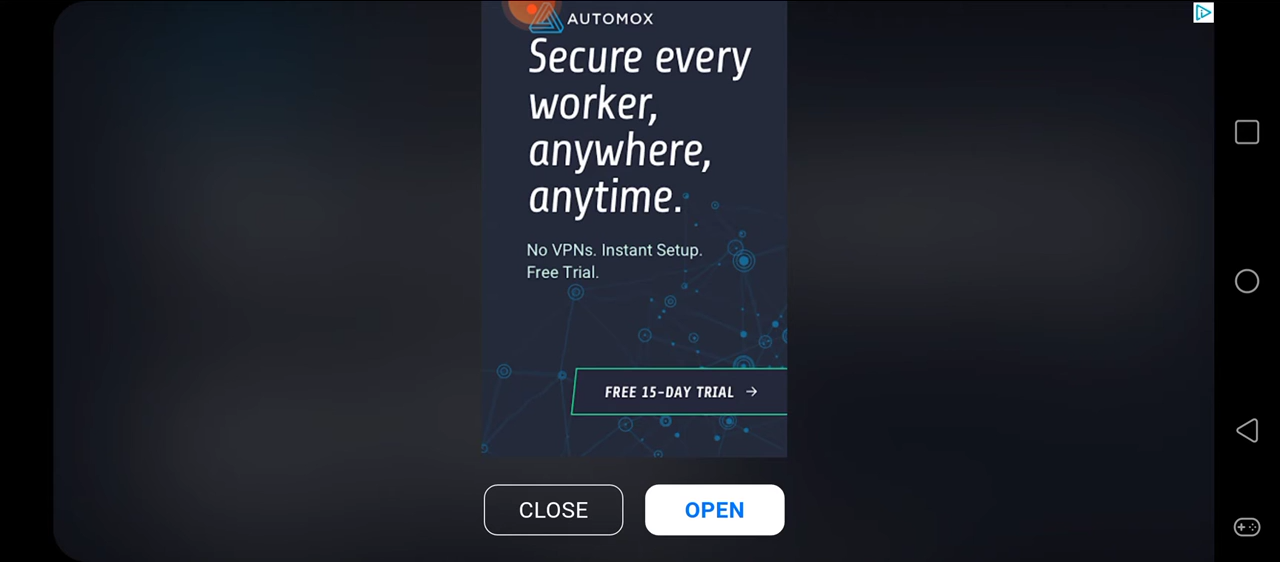 AUTOMOX
Secure every
worker,
anywhere,
anytime.
No VPNs. Instant Setup.
Free Trial.
FREE 15-DAY TRIAL →
CLOSE
OPEN